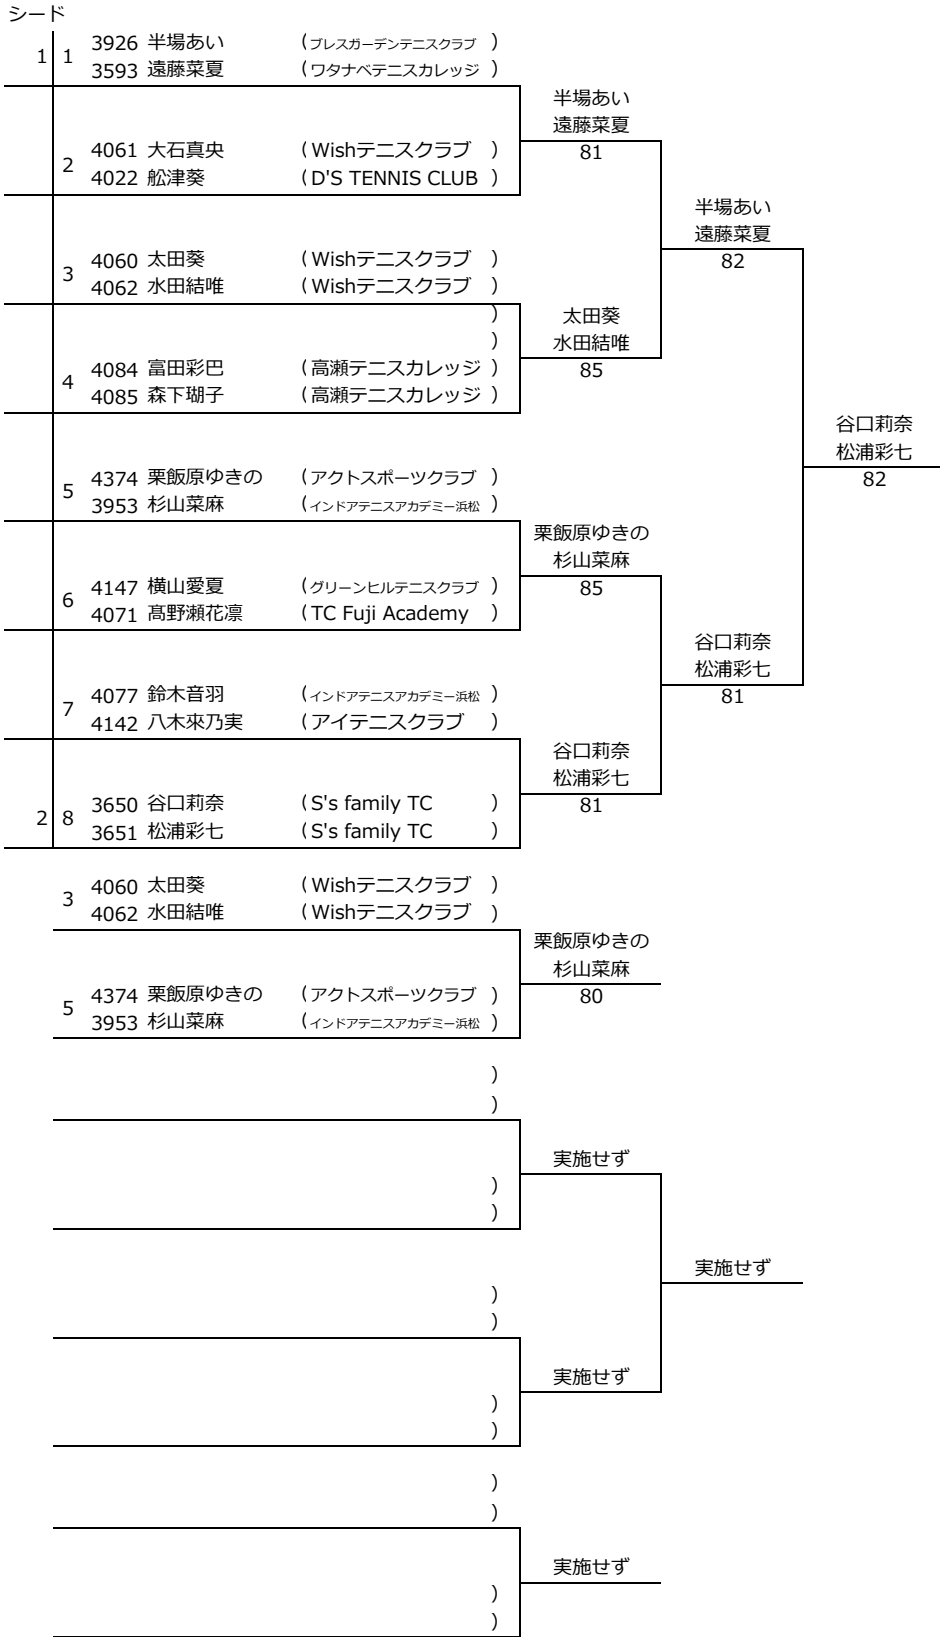 シード
1 1 3926 半場あい (ブレスガーデンテニスクラブ )
3593 遠藤菜夏 (ワタナベテニスカレッジ )
半場あい
遠藤菜夏
81
2 4061 大石真央 (Wishテニスクラブ )
4022 舩津葵 (D'S TENNIS CLUB )
半場あい
遠藤菜夏
82
3 4060 太田葵 (Wishテニスクラブ )
4062 水田結唯 (Wishテニスクラブ )
)
)
太田葵
水田結唯
85
4 4084 富田彩巴 (高瀬テニスカレッジ )
4085 森下瑚子 (高瀬テニスカレッジ )
谷口莉奈
松浦彩七
82
5 4374 栗飯原ゆきの (アクトスポーツクラブ )
3953 杉山菜麻 (インドアテニスアカデミー浜松 )
栗飯原ゆきの
杉山菜麻
85
6 4147 横山愛夏 (グリーンヒルテニスクラブ )
4071 髙野瀬花凛 (TC Fuji Academy )
谷口莉奈
松浦彩七
81
7 4077 鈴木音羽 (インドアテニスアカデミー浜松 )
4142 八木來乃実 (アイテニスクラブ )
谷口莉奈
松浦彩七
81
2 8 3650 谷口莉奈 (S's family TC )
3651 松浦彩七 (S's family TC )
3 4060 太田葵 (Wishテニスクラブ )
4062 水田結唯 (Wishテニスクラブ )
栗飯原ゆきの
杉山菜麻
80
5 4374 栗飯原ゆきの (アクトスポーツクラブ )
3953 杉山菜麻 (インドアテニスアカデミー浜松 )
)
)
実施せず
)
)
実施せず
)
)
実施せず
)
)
)
)
実施せず
)
)